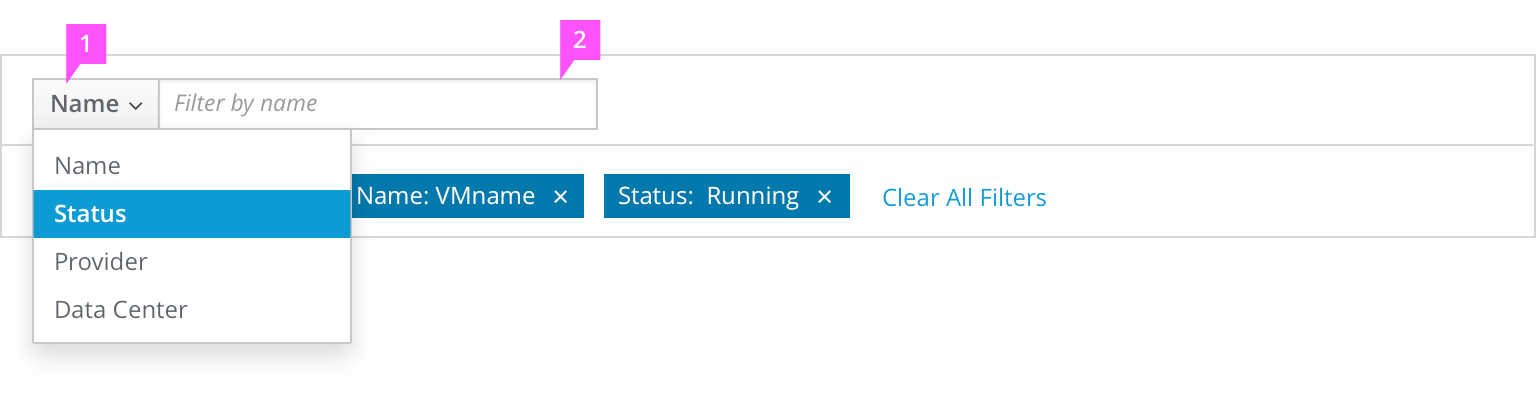 1
2
Name
Filter by name
Name
Status
Provider
Data Center
Name: VMname ×
Status: Running ×
Clear All Filters